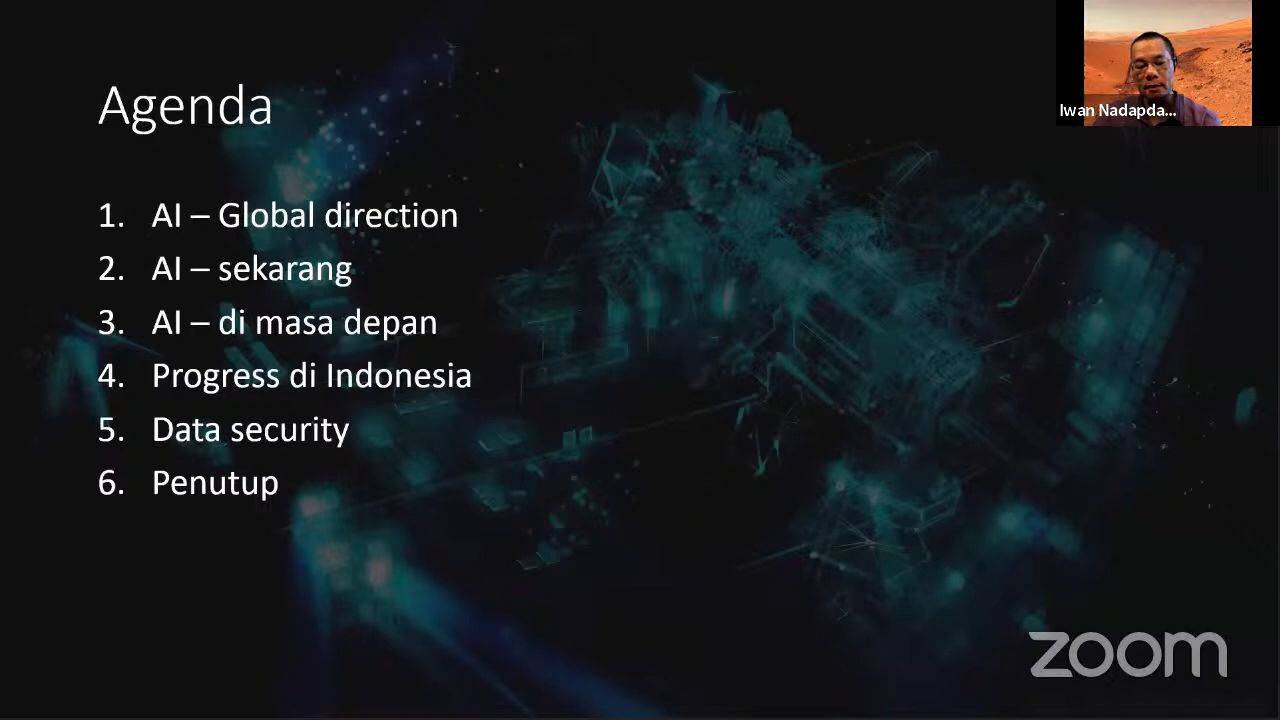 Agenda
1. AI – Global direction
2. AI – sekarang
3. AI – di masa depan
4. Progress di Indonesia
5. Data security
6. Penutup
Iwan Nadapda...
zoom